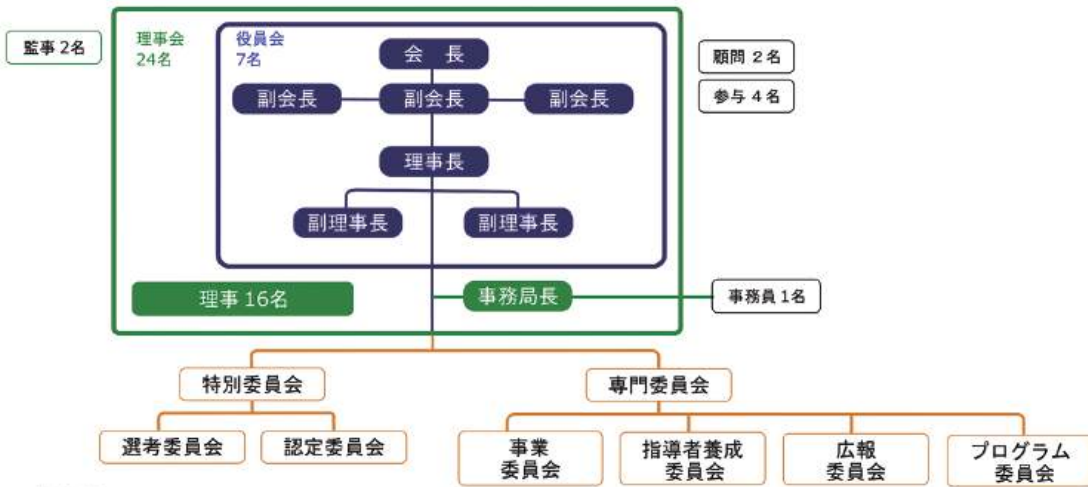 監事 2名
理事会
24名
役員会
7名
会 長
副会長
副会長
副会長
理事長
副理事長
副理事長
顧問 2名
参与 4名
理事 16名
事務局長
事務員 1名
特別委員会
専門委員会
選考委員会
認定委員会
事業
委員会
指導者養成
委員会
広報
委員会
プログラム
委員会